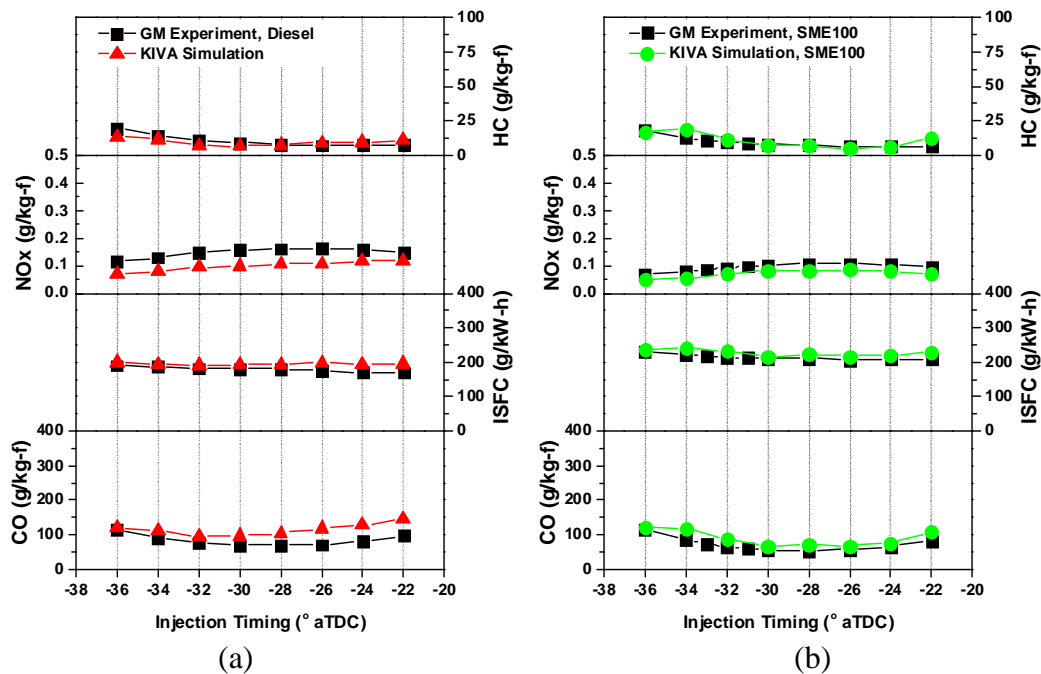 GM Experiment, Diesel
KIVA Simulation
100
75
50
25
0
HC (g/kg-f)
0.5
0.4
0.3
0.2
0.1
0.0
NOx (g/kg-f)
400
300
200
100
0
ISFC (g/kW-h)
400
300
200
100
0
CO (g/kg-f)
-38 -36 -34 -32 -30 -28 -26 -24 -22 -20
Injection Timing (° aTDC)
(a)
GM Experiment, SME100
KIVA Simulation, SME100
100
75
50
25
0
HC (g/kg-f)
0.5
0.4
0.3
0.2
0.1
0.0
NOx (g/kg-f)
400
300
200
100
0
ISFC (g/kW-h)
400
300
200
100
0
CO (g/kg-f)
-38 -36 -34 -32 -30 -28 -26 -24 -22 -20
Injection Timing (° aTDC)
(b)